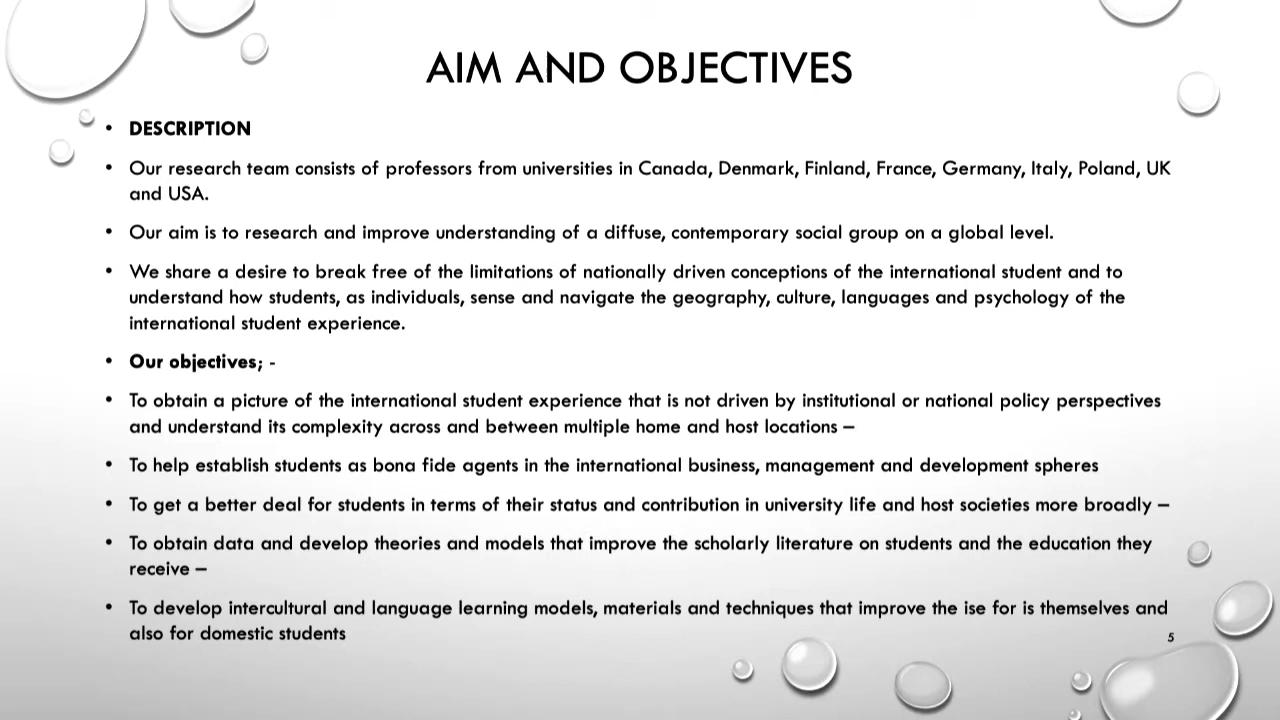 AIM AND OBJECTIVES
• DESCRIPTION
• Our research team consists of professors from universities in Canada, Denmark, Finland, France, Germany, Italy, Poland, UK
and USA.
• Our aim is to research and improve understanding of a diffuse, contemporary social group on a global level.
• We share a desire to break free of the limitations of nationally driven conceptions of the international student and to
understand how students, as individuals, sense and navigate the geography, culture, languages and psychology of the
international student experience.
• Our objectives; -
• To obtain a picture of the international student experience that is not driven by institutional or national policy perspectives
and understand its complexity across and between multiple home and host locations –
• To help establish students as bona fide agents in the international business, management and development spheres
• To get a better deal for students in terms of their status and contribution in university life and host societies more broadly –
• To obtain data and develop theories and models that improve the scholarly literature on students and the education they
receive –
• To develop intercultural and language learning models, materials and techniques that improve the ise for is themselves and
also for domestic students
5